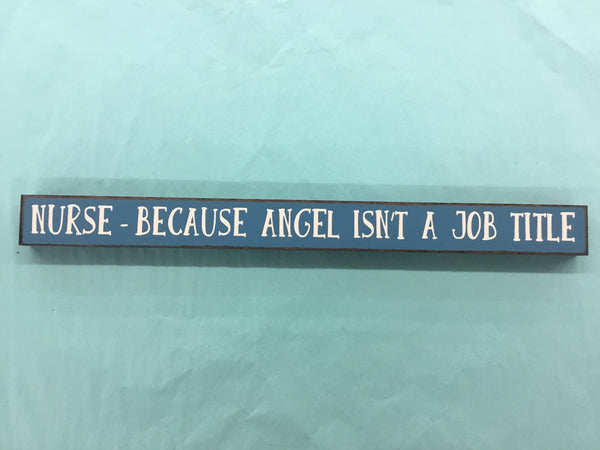 NURSE - BECAUSE ANGEL ISN'T A JOB TITLE